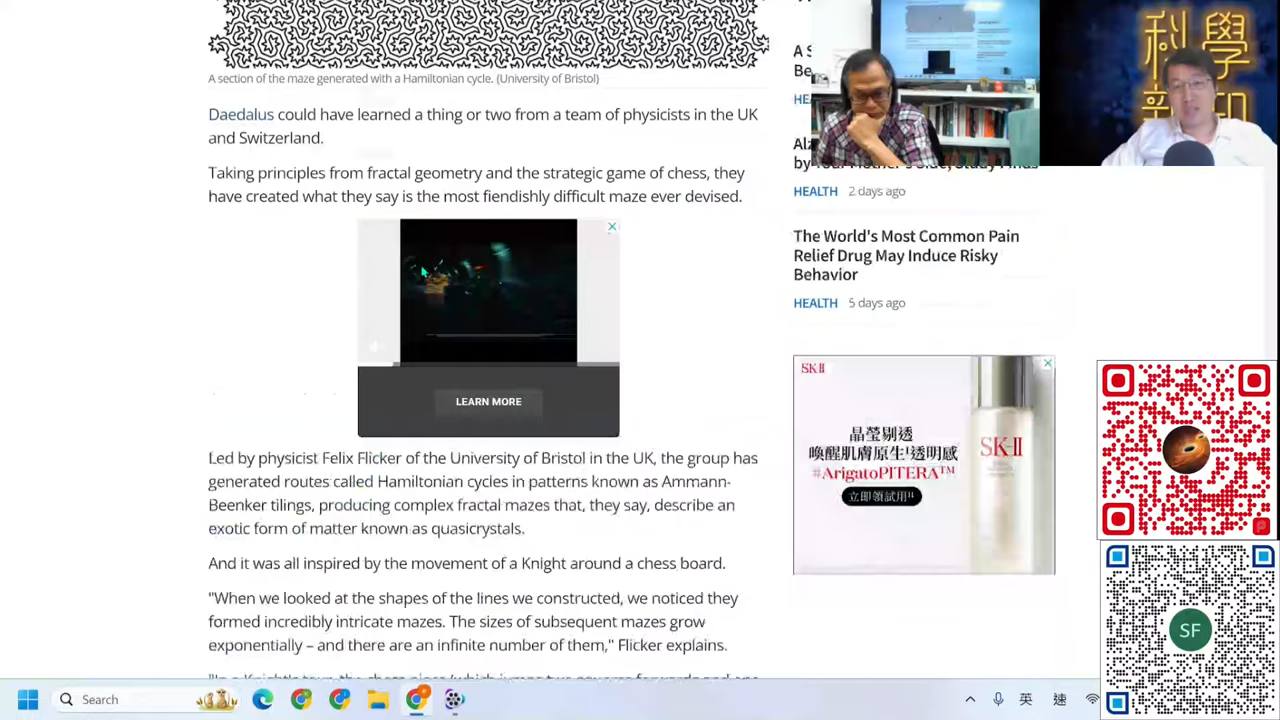 A section of the maze generated with a Hamiltonian cycle. (University of Bristol)
Daedalus could have learned a thing or two from a team of physicists in the UK
and Switzerland.
Taking principles from fractal geometry and the strategic game of chess, they
have created what they say is the most fiendishly difficult maze ever devised.
LEARN MORE
Led by physicist Felix Flicker of the University of Bristol in the UK, the group has
generated routes called Hamiltonian cycles in patterns known as Ammann-
Beenker tilings, producing complex fractal mazes that, they say, describe an
exotic form of matter known as quasicrystals.
And it was all inspired by the movement of a Knight around a chess board.
"When we looked at the shapes of the lines we constructed, we noticed they
formed incredibly intricate mazes. The sizes of subsequent mazes grow
exponentially – and there are an infinite number of them," Flicker explains.
HEALTH 2 days ago
The World's Most Common Pain
Relief Drug May Induce Risky
Behavior
HEALTH 5 days ago
SK-II
晶瑩剔透
喚醒肌膚原生透明感
#ArigatoPITERA™
立即領試用!!
SK-II
科學
SF
Search
英
速